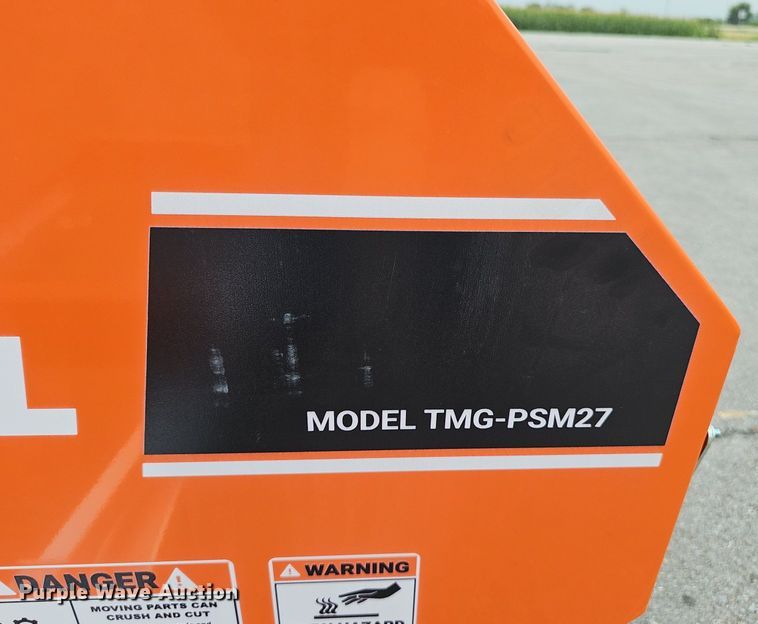 MODEL TMG-PSM27
DANGER
MOVING PARTS CAN
CRUSH AND CUT
WARNING
Purple Wave Auction